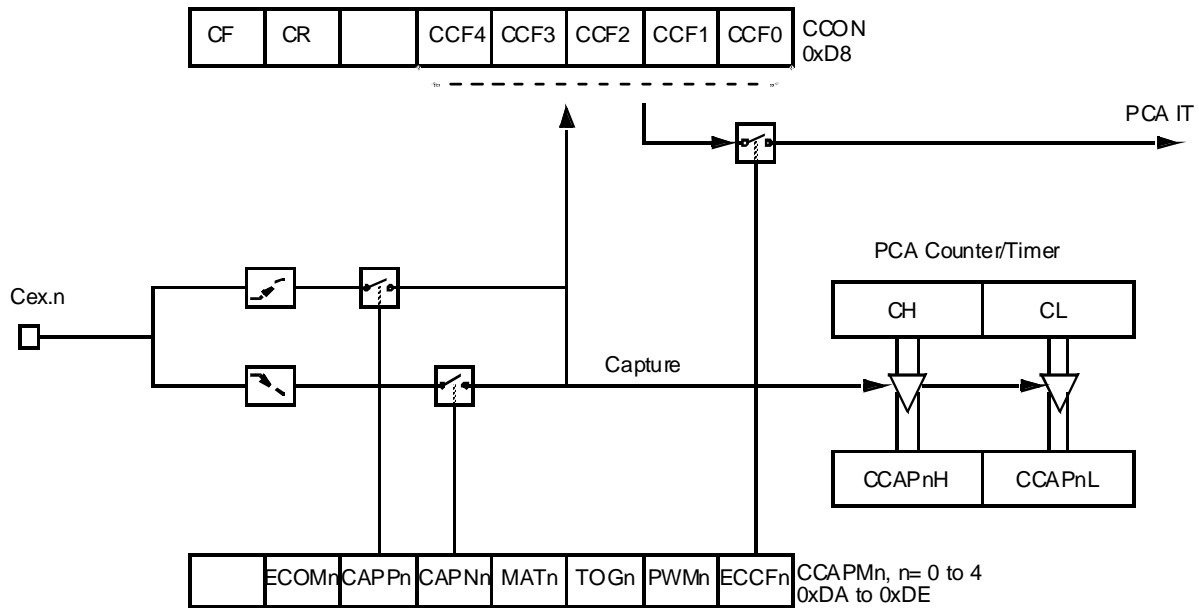 CF CR CCF4 CCF3 CCF2 CCF1 CCF0 CCON
0xD8
PCA IT
PCA Counter/Timer
Cex.n
CH CL
Capture
CCAPnH CCAPnL
ECOMn CAPPn CAPNn MATn TOGn PWMn ECCFn CCAPMn, n= 0 to 4
0xDA to 0xDE